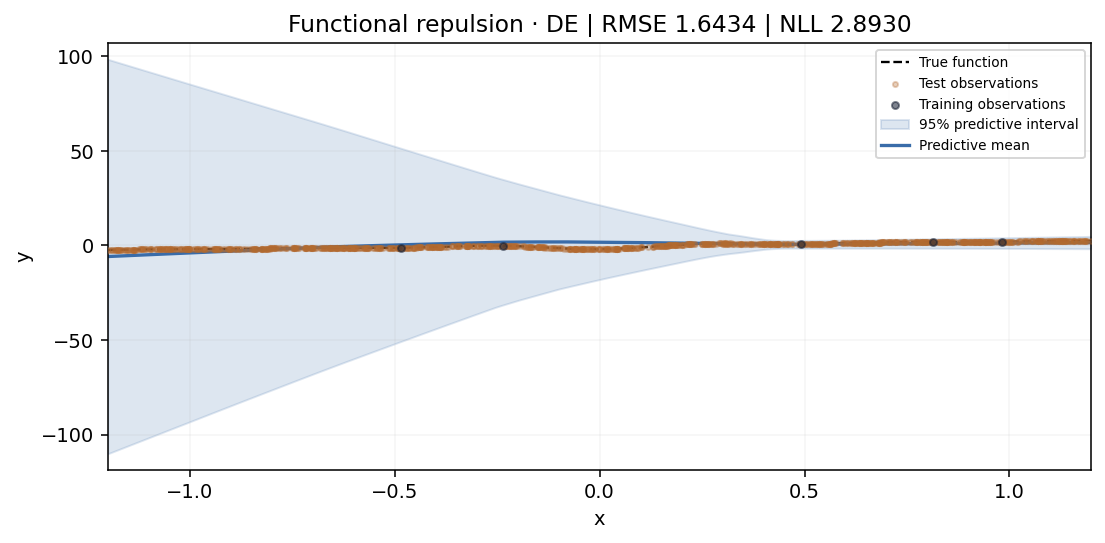 Functional repulsion · DE | RMSE 1.6434 | NLL 2.8930
True function
Test observations
Training observations
95% predictive interval
Predictive mean
100
50
0
−50
−100
y
−1.0
−0.5
0.0
0.5
1.0
x